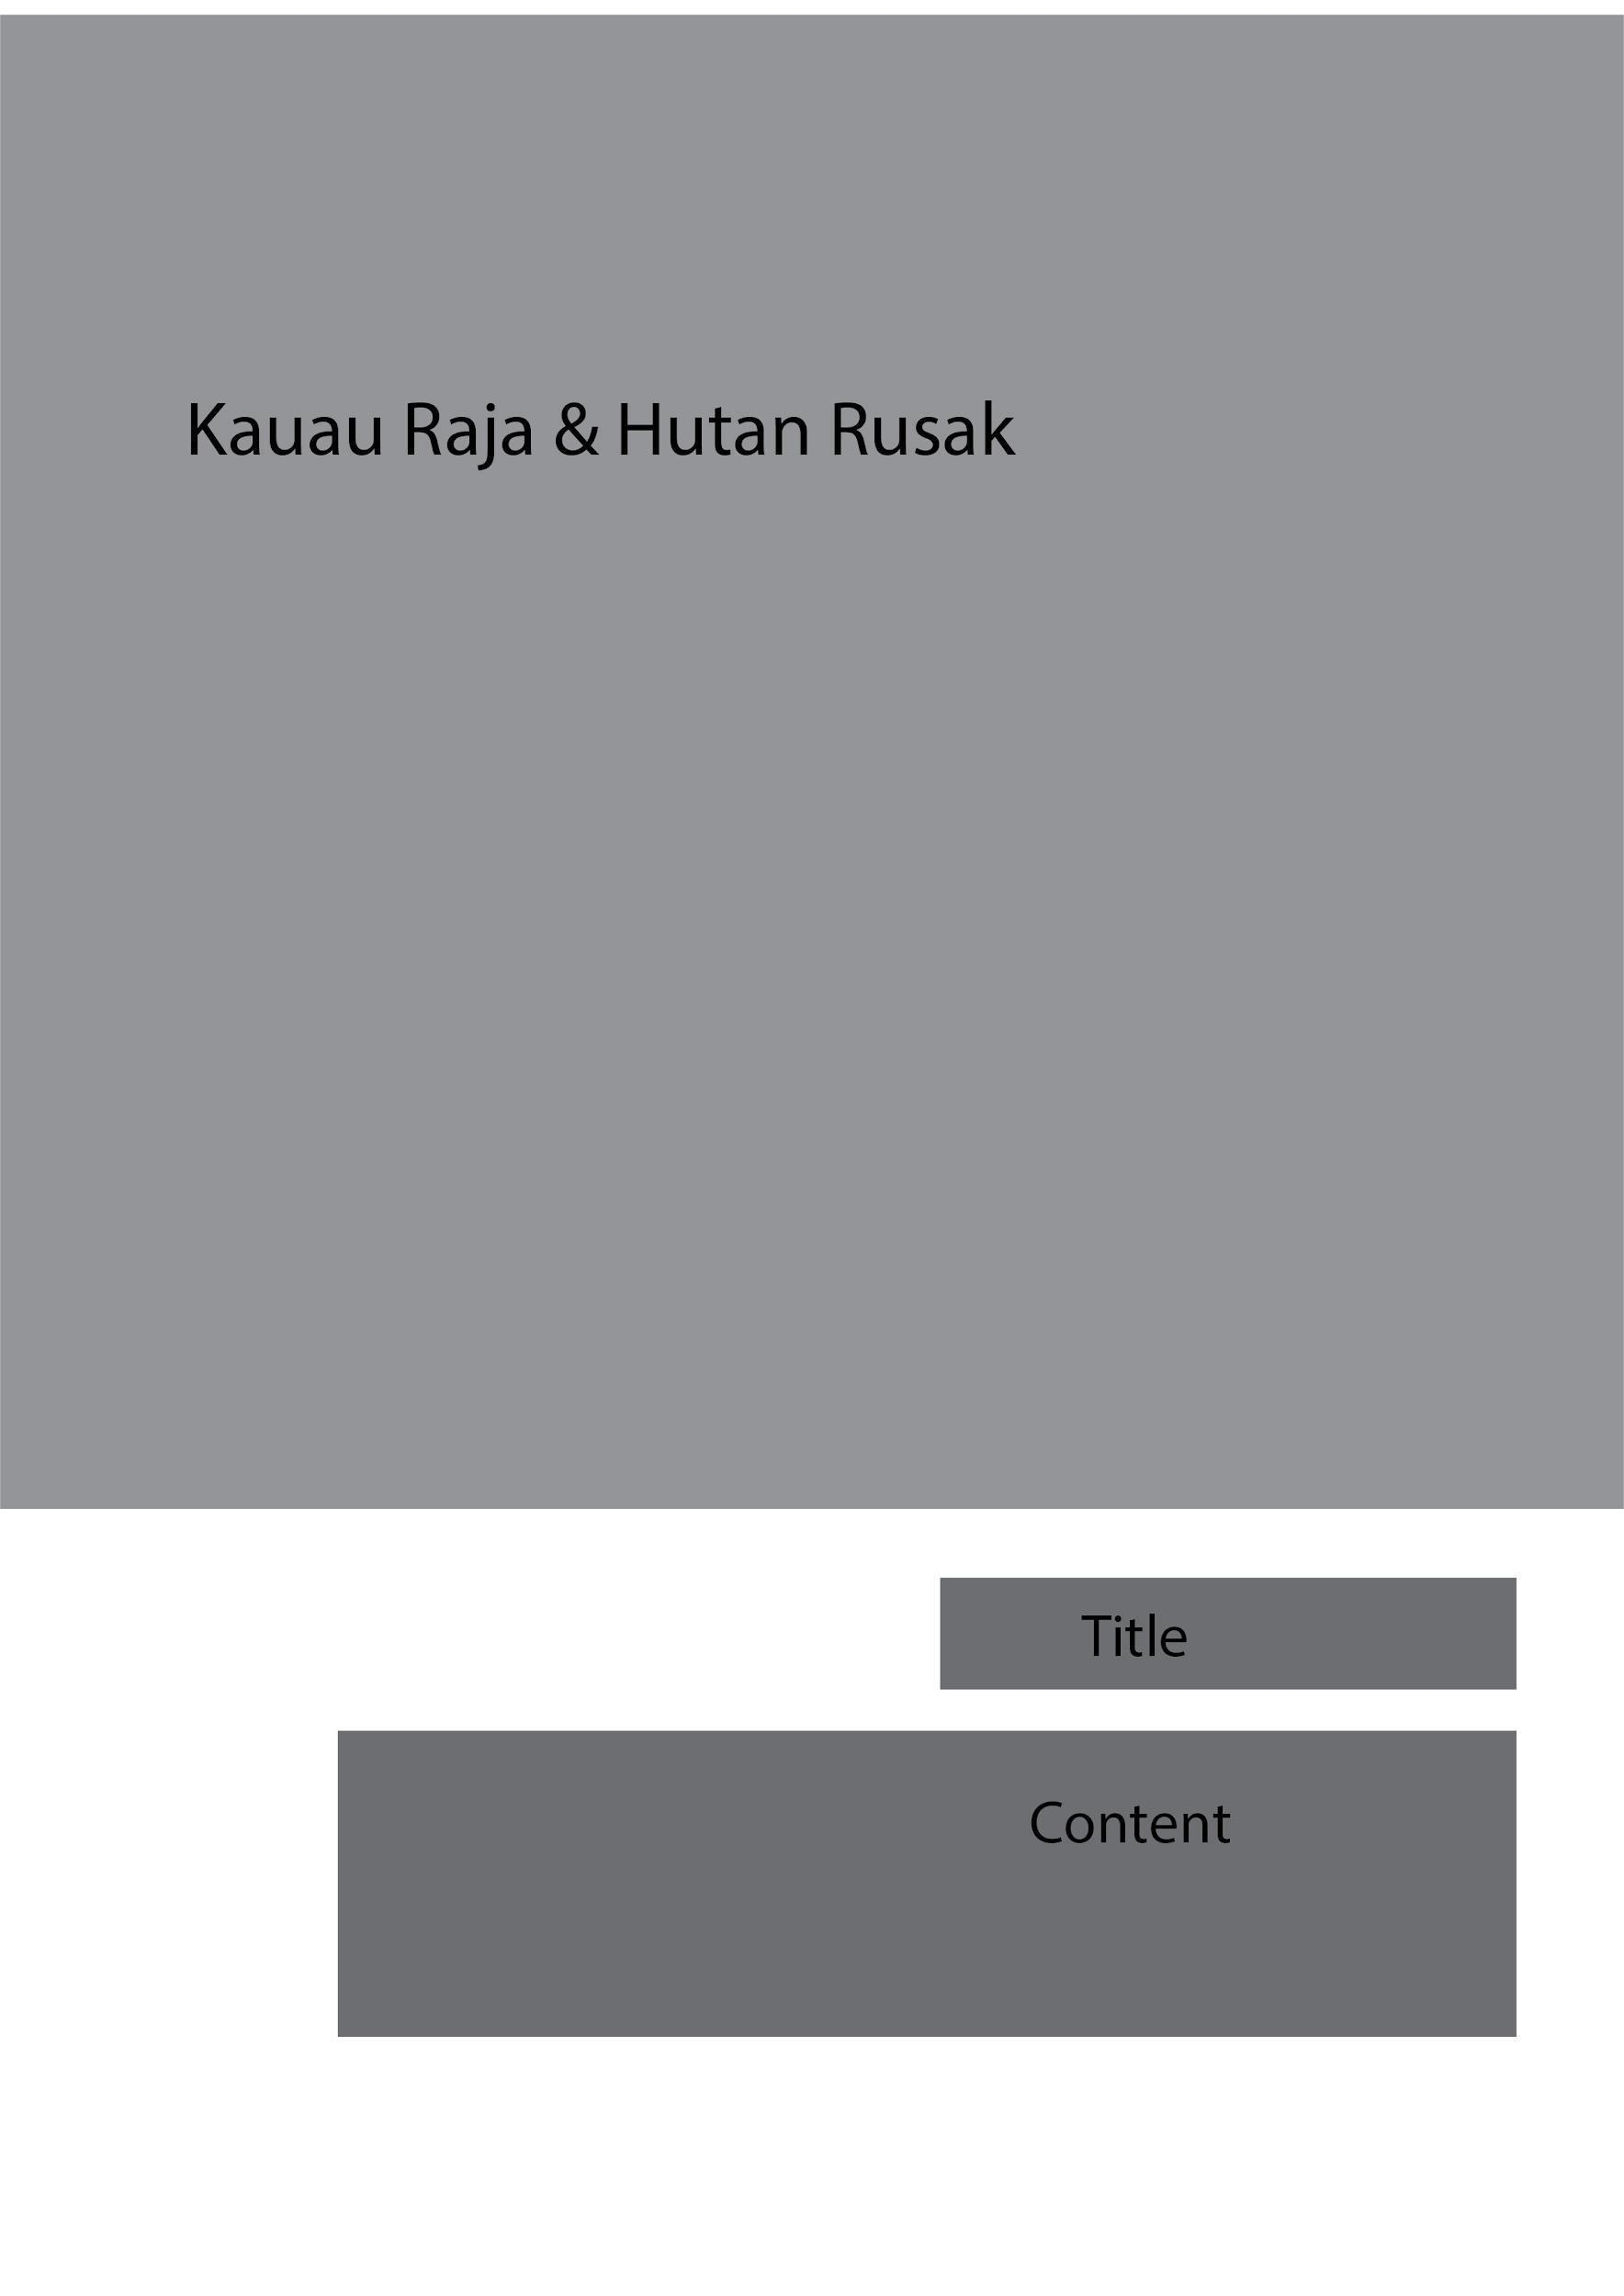 Kauau Raja & Hutan Rusak
Title
Content